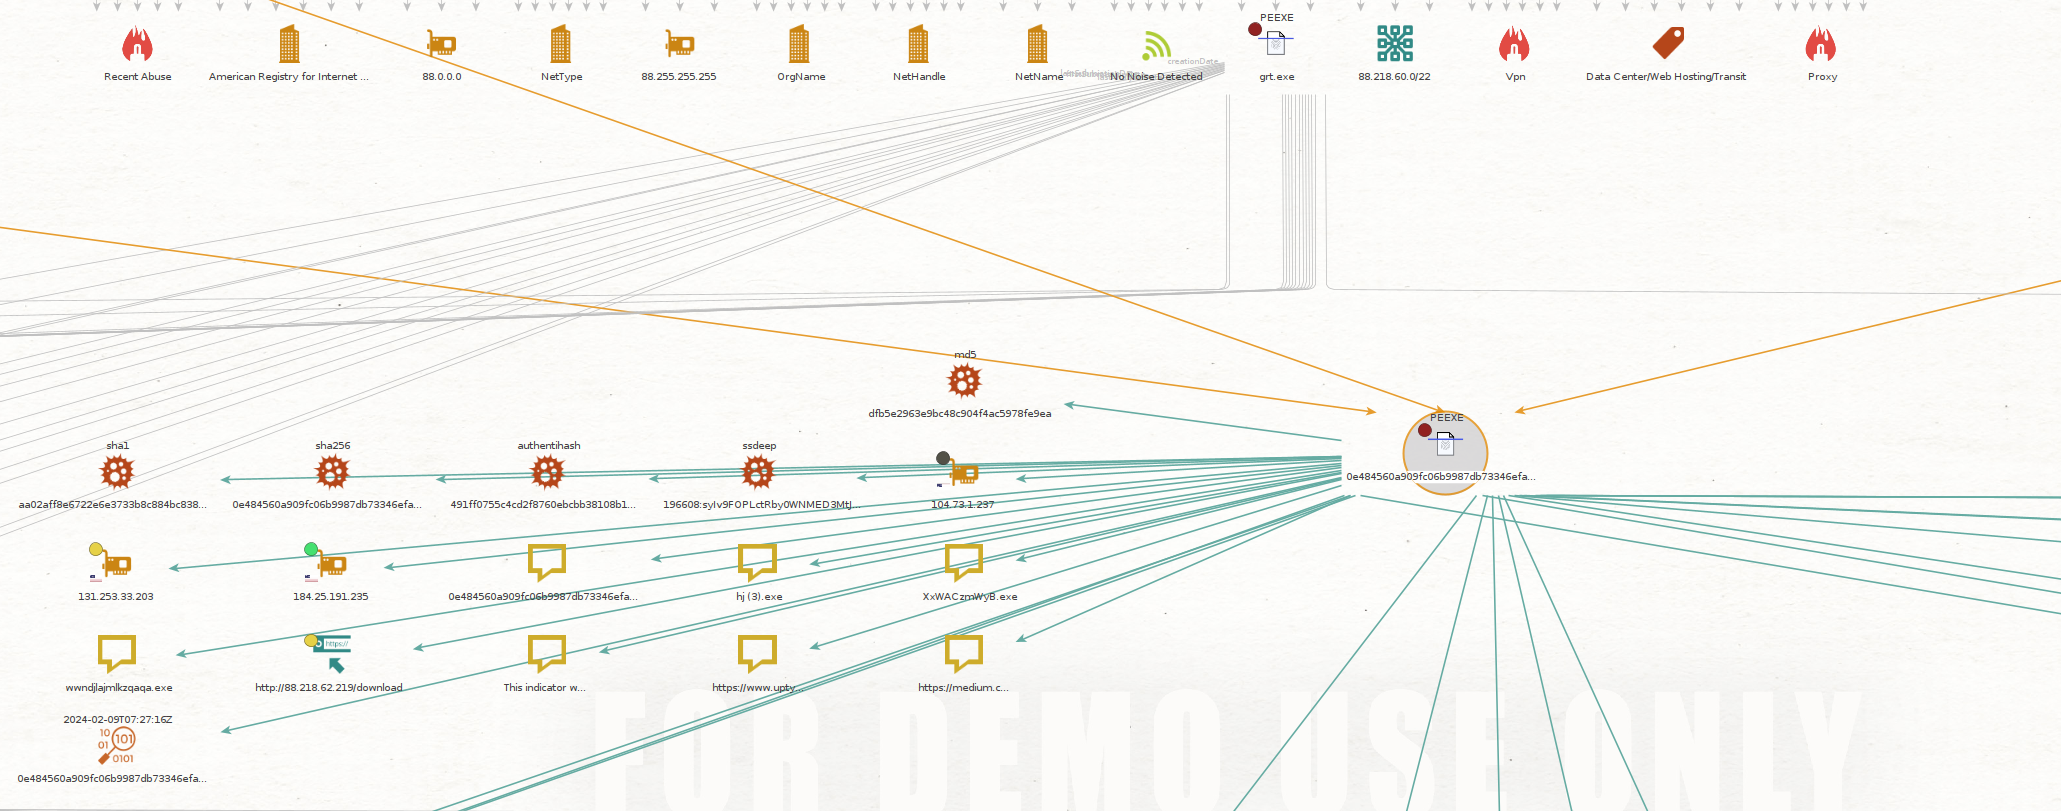 PEEXE
creationDate
Recent Abuse
American Registry for Internet ...
88.0.0.0
NetType
88.255.255.255
OrgName
NetHandle
NetName
No Noise Detected
grt.exe
88.218.60.0/22
Vpn
Data Center/Web Hosting/Transit
Proxy
md5
dfb5e2963e9bc48c904f4ac5978fe9ea
PEEXE
0e484560a909fc06b9987db73346efa...
sha1
sha256
authentihash
ssdeep
aa02aff8e6722e6e3733b8c884bc838...
0e484560a909fc06b9987db73346efa...
491ff0755c4cd2f8760ebcbb38108b1...
196608:sylv9FOPLctRby0WNMED3MtJ...
104.73.1.237
131.253.33.203
184.25.191.235
0e484560a909fc06b9987db73346efa...
hj (3).exe
XxWACzmWyB.exe
https://
wwndjlajmlkzqaqa.exe
http://88.218.62.219/download
This indicator w...
https://www.upty...
https://medium.c...
2024-02-09T07:27:16Z
10
01
101
0101
0e484560a909fc06b9987db73346efa...
FOR DEMO USE ONLY